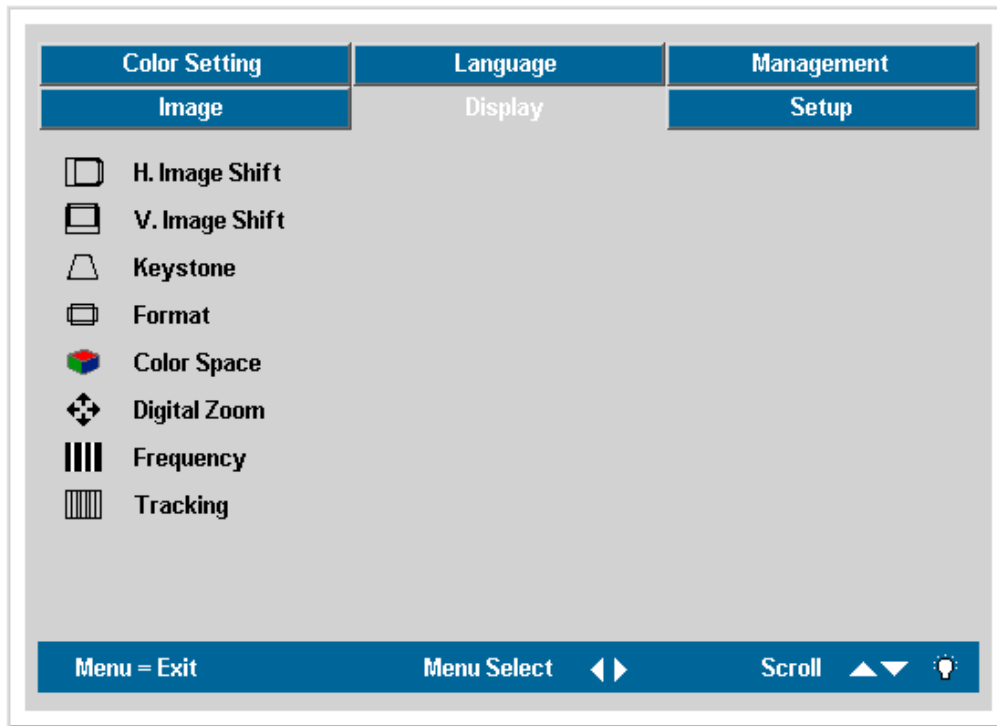 Color Setting Language Management
Image Display Setup
H. Image Shift
V. Image Shift
Keystone
Format
Color Space
Digital Zoom
Frequency
Tracking
Menu = Exit Menu Select Scroll